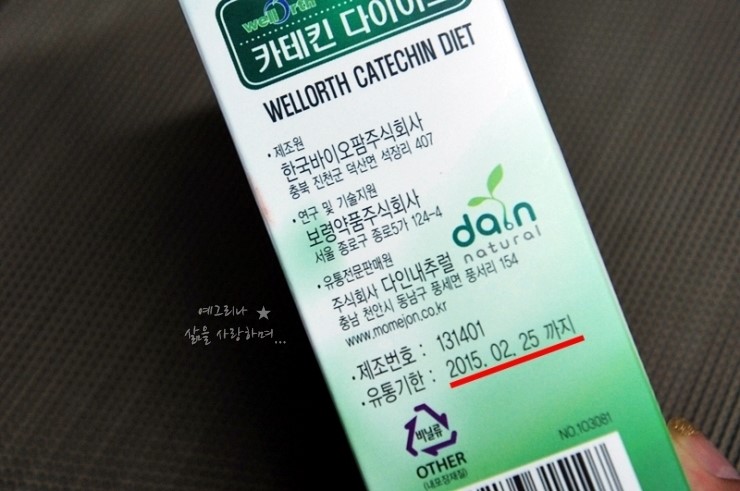 wellOrth
카테킨 다이어트
WELLORTH CATECHIN DIET
• 제조원
한국바이오팜주식회사
충북 진천군 덕산면 석장리 407
• 연구 및 기술지원
보령약품주식회사
서울 종로구 종로5가 124-4
• 유통전문판매원
주식회사 다인내추럴
충남 천안시 동남구 풍세면 풍서리 154
www.momejon.co.kr
dain
natural
• 제조번호 : 131401
• 유통기한 : 2015. 02. 25 까지
비닐류
OTHER
(내포장재질)
NO.103081
예그리나 ★
삶을 사랑하며...